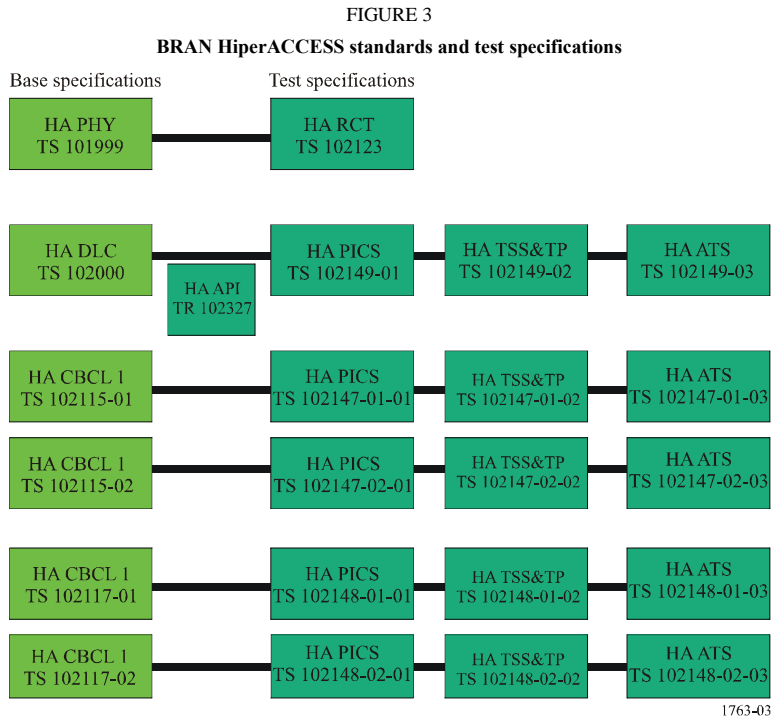 FIGURE 3
BRAN HiperACCESS standards and test specifications
Base specifications
Test specifications
HA PHY
TS 101999
HA RCT
TS 102123
HA DLC
TS 102000
HA API
TR 102327
HA PICS
TS 102149-01
HA TSS&TP
TS 102149-02
HA ATS
TS 102149-03
HA CBCL 1
TS 102115-01
HA PICS
TS 102147-01-01
HA TSS&TP
TS 102147-01-02
HA ATS
TS 102147-01-03
HA CBCL 1
TS 102115-02
HA PICS
TS 102147-02-01
HA TSS&TP
TS 102147-02-02
HA ATS
TS 102147-02-03
HA CBCL 1
TS 102117-01
HA PICS
TS 102148-01-01
HA TSS&TP
TS 102148-01-02
HA ATS
TS 102148-01-03
HA CBCL 1
TS 102117-02
HA PICS
TS 102148-02-01
HA TSS&TP
TS 102148-02-02
HA ATS
TS 102148-02-03
1763-03